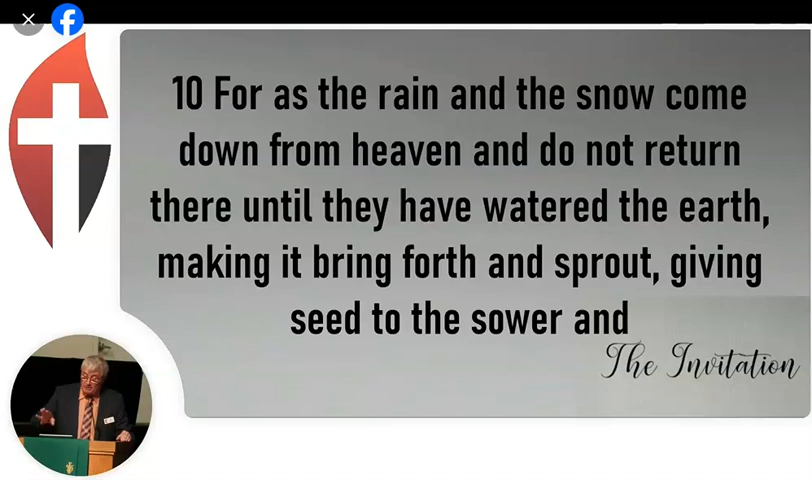 10 For as the rain and the snow come
down from heaven and do not return
there until they have watered the earth,
making it bring forth and sprout, giving
seed to the sower and
The Invitation